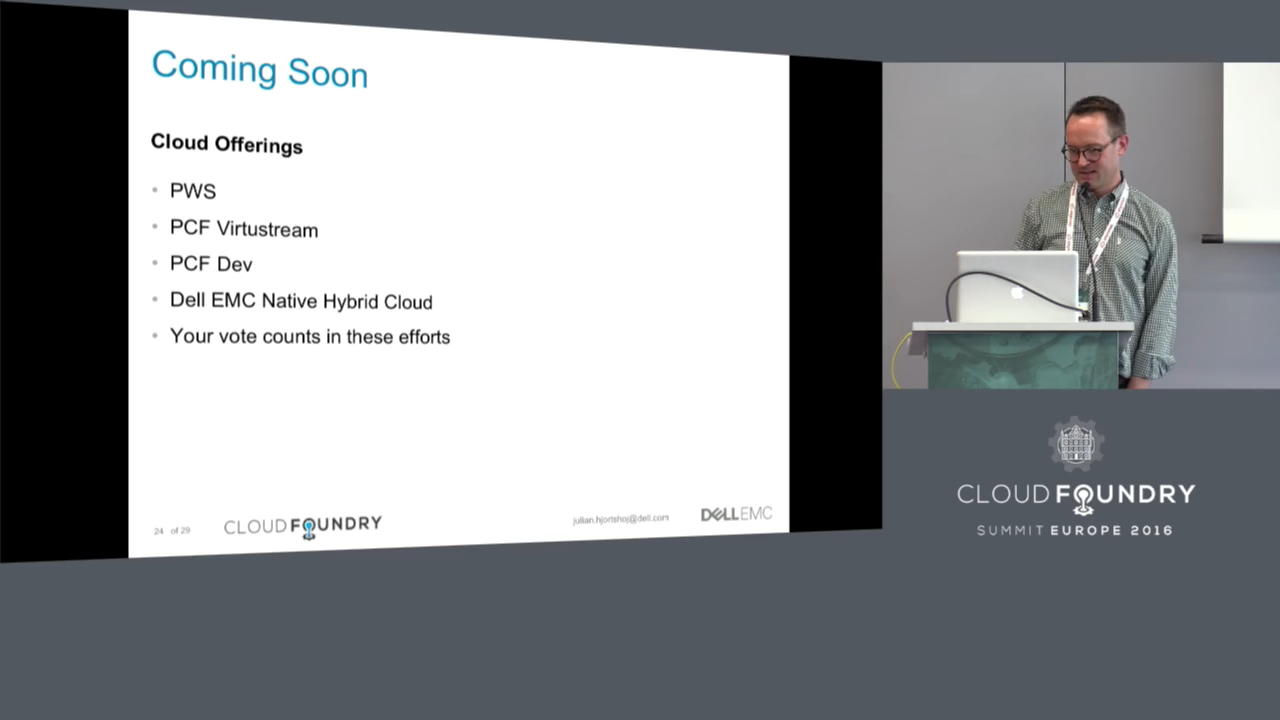 Coming Soon
Cloud Offerings
• PWS
• PCF Virtustream
• PCF Dev
• Dell EMC Native Hybrid Cloud
• Your vote counts in these efforts
24 of 29
CLOUD FOUNDRY
julian.hjortshoj@dell.com
DELL EMC
CLOUD FOUNDRY
SUMMIT EUROPE 2016